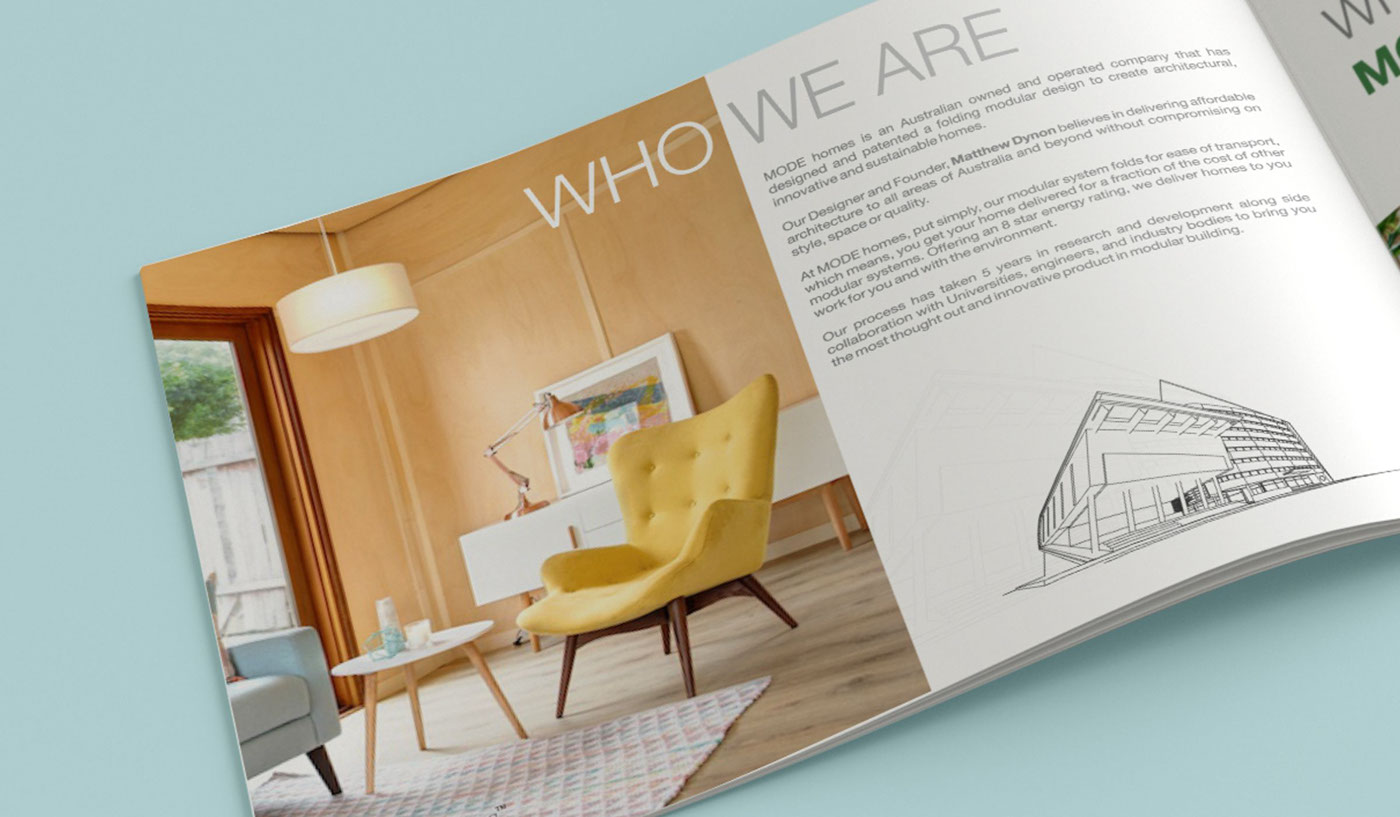 WHO WE ARE
MODE homes is an Australian owned and operated company that has
designed and patented a folding modular design to create architectural,
innovative and sustainable homes.
Our Designer and Founder, Matthew Dynon believes in delivering affordable
architecture to all areas of Australia and beyond without compromising on
style, space or quality.
At MODE homes, put simply, our modular system folds for ease of transport,
which means, you get your home delivered for a fraction of the cost of other
modular systems. Offering an 8 star energy rating, we deliver homes to you
work for you and with the environment.
Our process has taken 5 years in research and development along side
collaboration with Universities, engineers, and industry bodies to bring you
the most thought out and innovative product in modular building.
TM